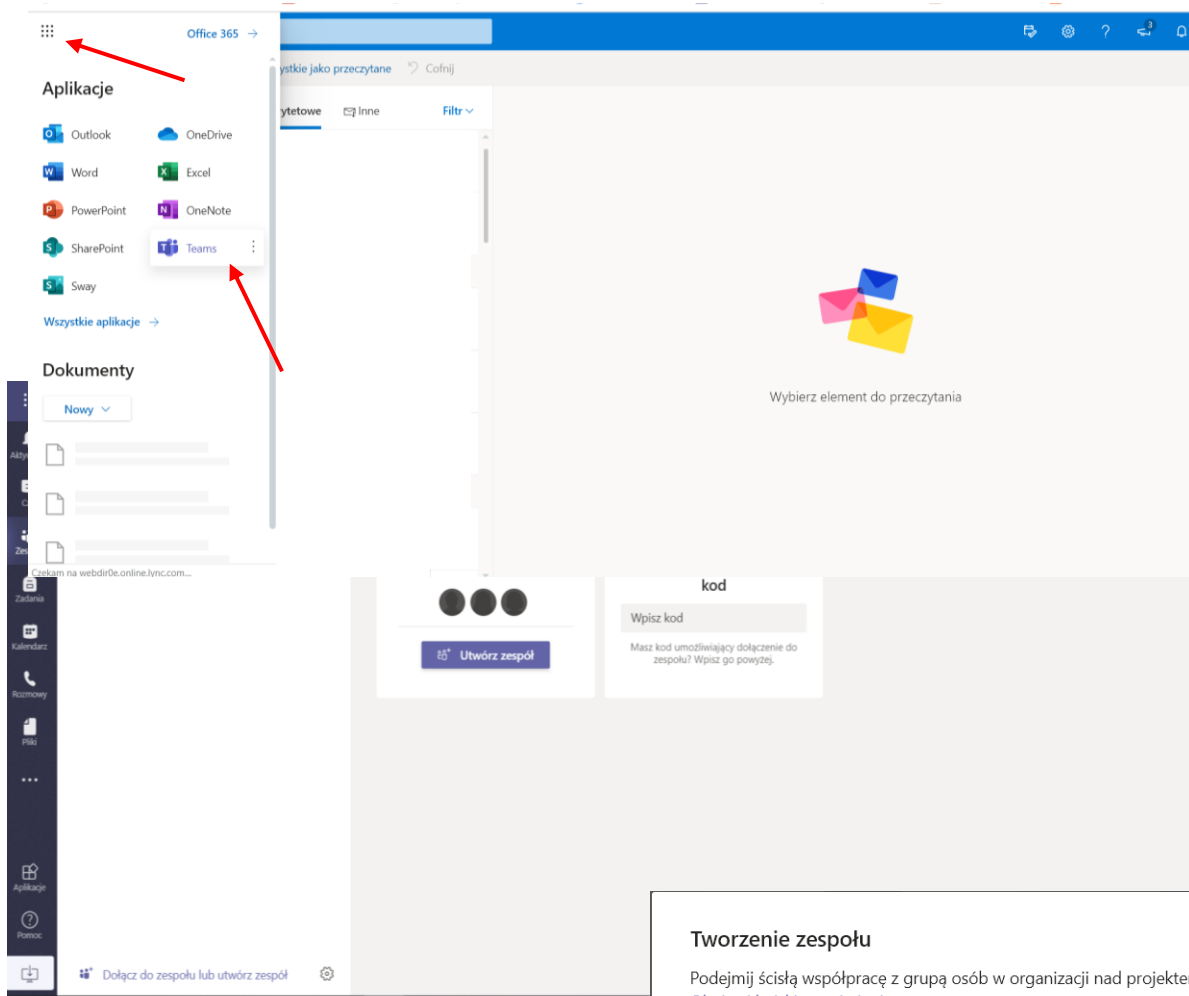 Office 365 →
3
ystkie jako przeczytane Cofnij
Aplikacje
ytetowe Inne Filtr
Outlook OneDrive
Word Excel
PowerPoint OneNote
SharePoint Teams
Sway
Wszystkie aplikacje →
Dokumenty
Nowy
Wybierz element do przeczytania
Czekam na webdir0e.online.lync.com...
Zadania
Kalendarz
Rozmowy
Pliki
Aplikacje
Pomoc
Utwórz zespół
kod
Wpisz kod
Masz kod umożliwiający dołączenie do
zespołu? Wpisz go powyżej.
Dołącz do zespołu lub utwórz zespół
Tworzenie zespołu
Podejmij ścisłą współpracę z grupą osób w organizacji nad projekte